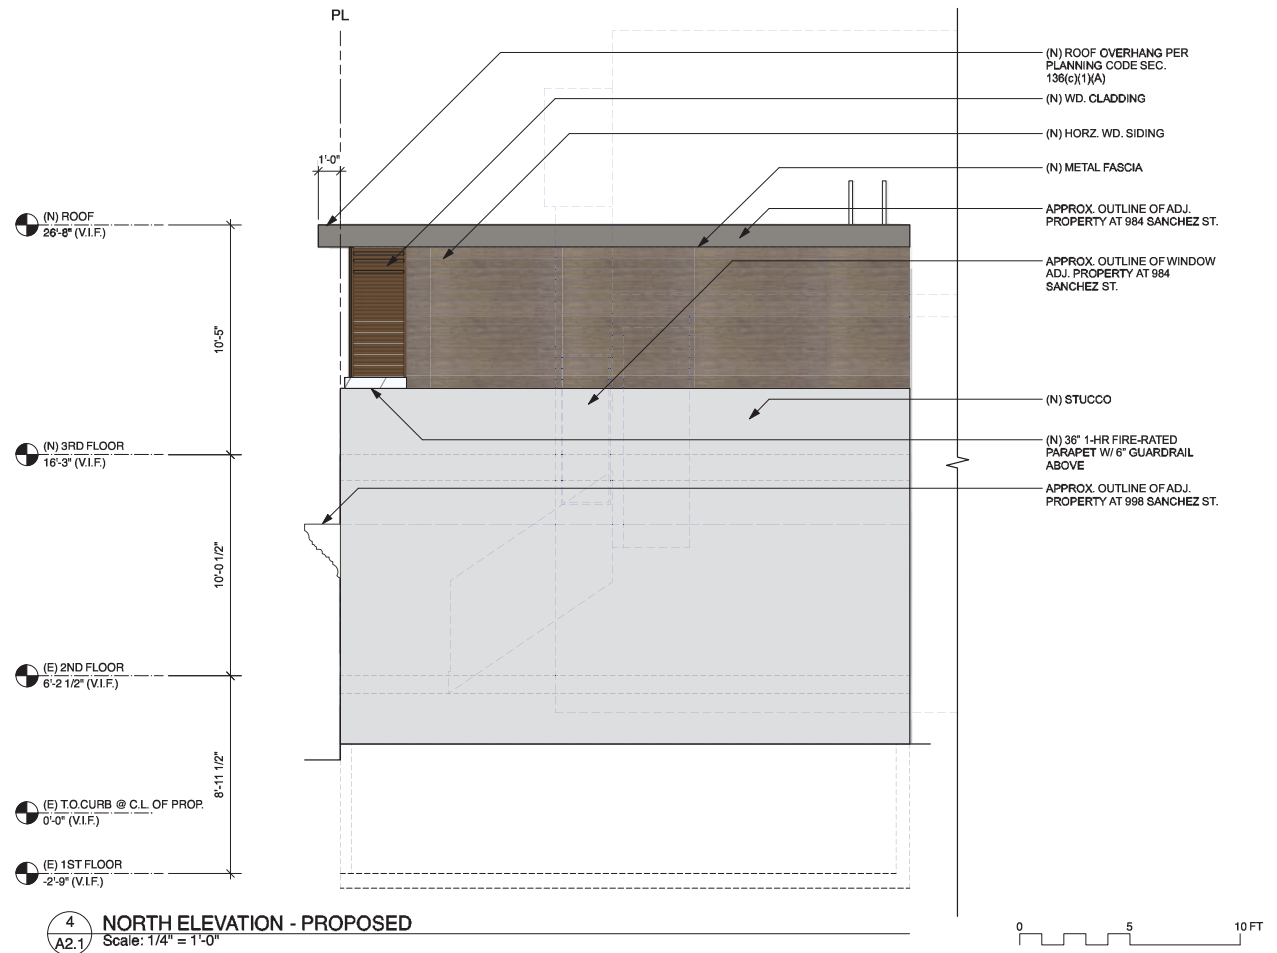 PL
(N) ROOF OVERHANG PER
PLANNING CODE SEC.
136(c)(1)(A)
(N) WD. CLADDING
(N) HORZ. WD. SIDING
(N) METAL FASCIA
APPROX. OUTLINE OF ADJ.
PROPERTY AT 984 SANCHEZ ST.
APPROX. OUTLINE OF WINDOW
ADJ. PROPERTY AT 984
SANCHEZ ST.
(N) STUCCO
(N) 36" 1-HR FIRE-RATED
PARAPET W/ 6" GUARDRAIL
ABOVE
APPROX. OUTLINE OF ADJ.
PROPERTY AT 998 SANCHEZ ST.
1'-0"
(N) ROOF
26'-8" (V.I.F.)
10'-5"
(N) 3RD FLOOR
16'-3" (V.I.F.)
10'-0 1/2"
(E) 2ND FLOOR
6'-2 1/2" (V.I.F.)
8'-11 1/2"
(E) T.O.CURB @ C.L. OF PROP.
0'-0" (V.I.F.)
(E) 1ST FLOOR
-2'-9" (V.I.F.)
4
A2.1
NORTH ELEVATION - PROPOSED
Scale: 1/4" = 1'-0"
0 5 10 FT